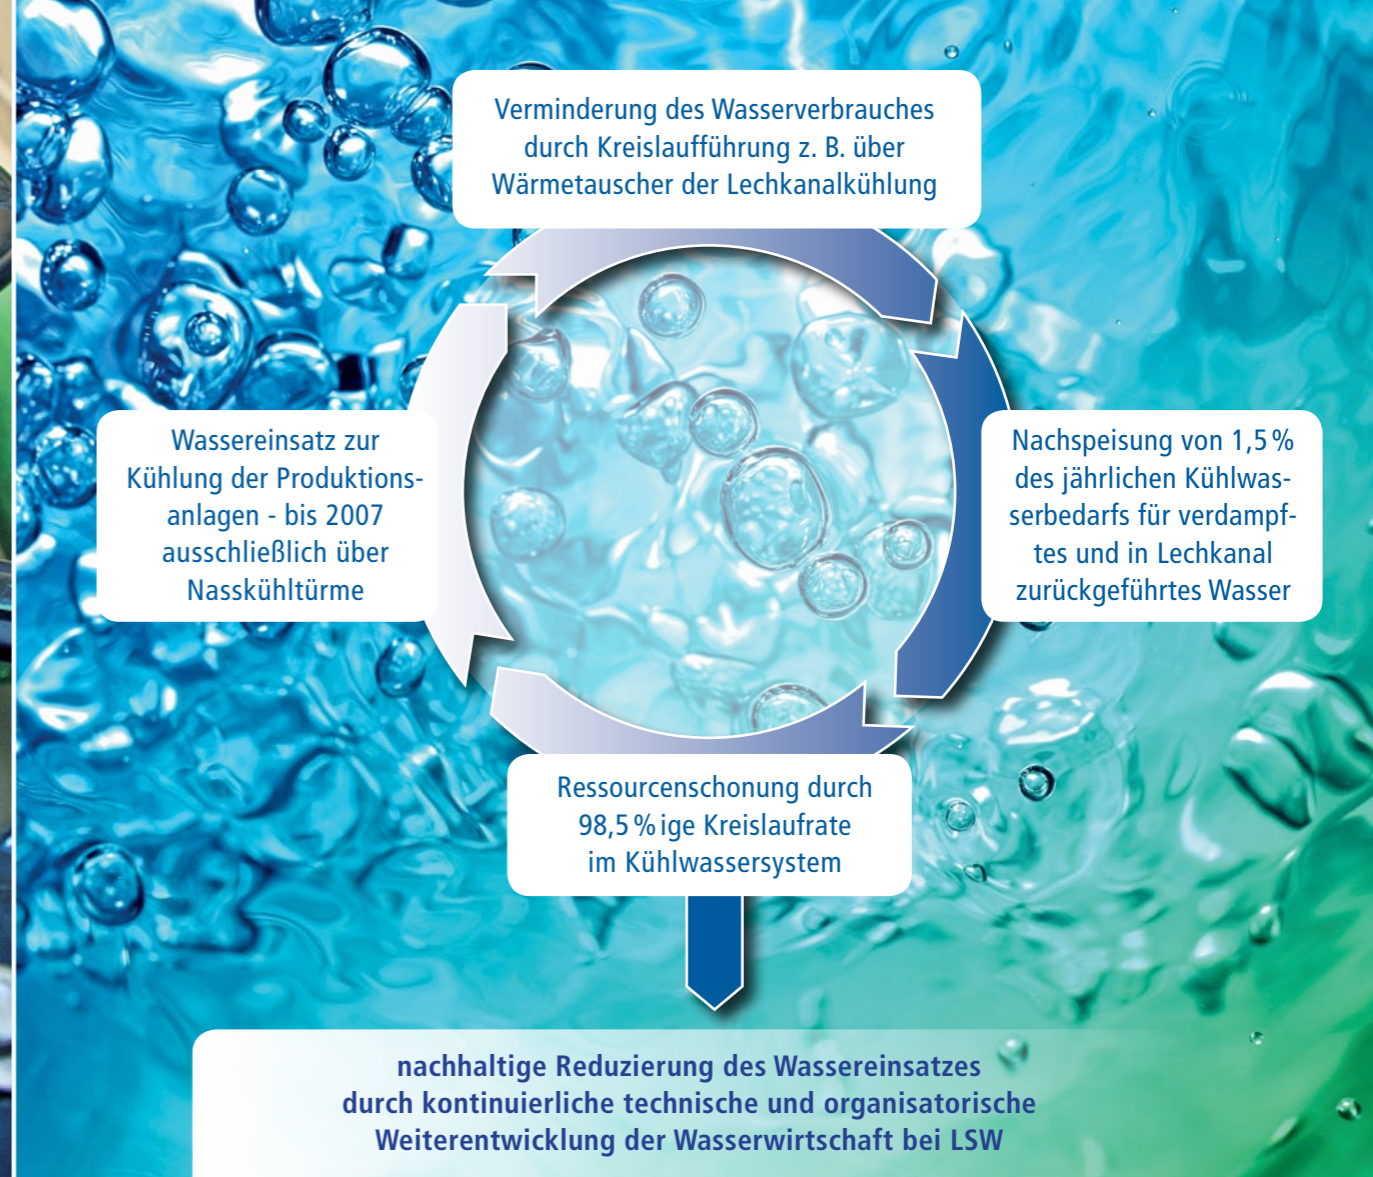 Verminderung des Wasserverbrauches
durch Kreislaufführung z. B. über
Wärmetauscher der Lechkanalkühlung
Wassereinsatz zur
Kühlung der Produktions-
anlagen - bis 2007
ausschließlich über
Nasskühltürme
Nachspeisung von 1,5 %
des jährlichen Kühlwas-
serbedarfs für verdampf-
tes und in Lechkanal
zurückgeführtes Wasser
Ressourcenschonung durch
98,5 % ige Kreislaufrate
im Kühlwassersystem
nachhaltige Reduzierung des Wassereinsatzes
durch kontinuierliche technische und organisatorische
Weiterentwicklung der Wasserwirtschaft bei LSW